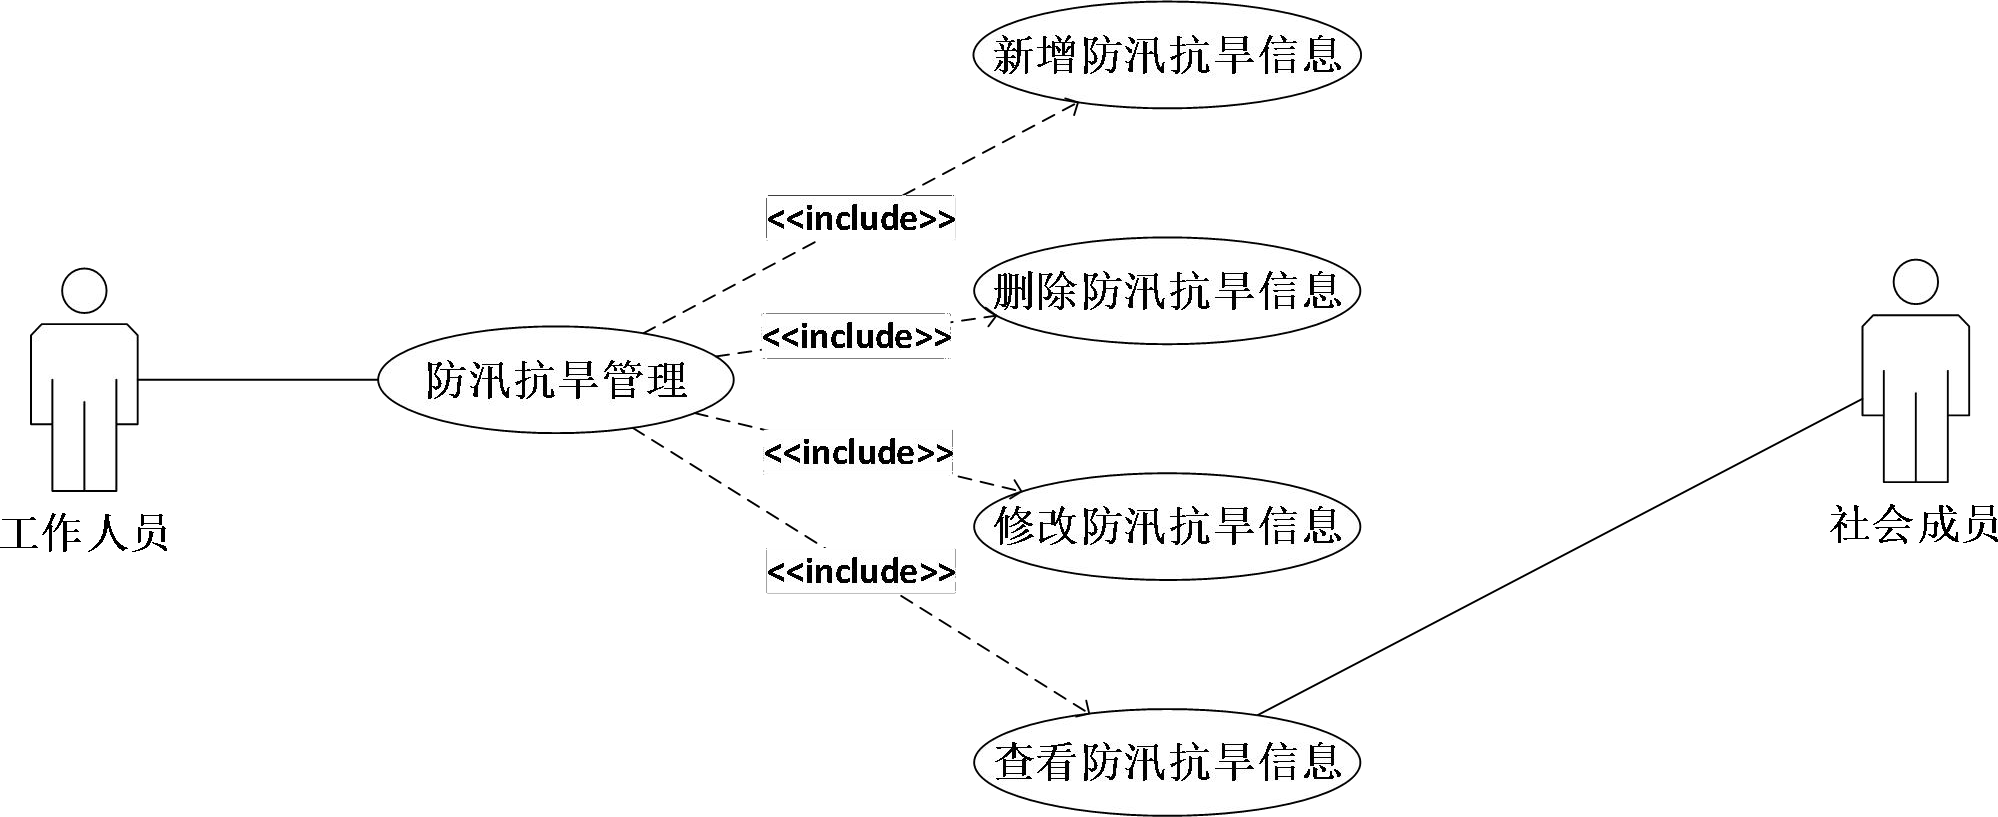 新增防汛抗旱信息
<<include>>
删除防汛抗旱信息
<<include>>
防汛抗旱管理
<<include>>
修改防汛抗旱信息
工作人员
社会成员
<<include>>
查看防汛抗旱信息